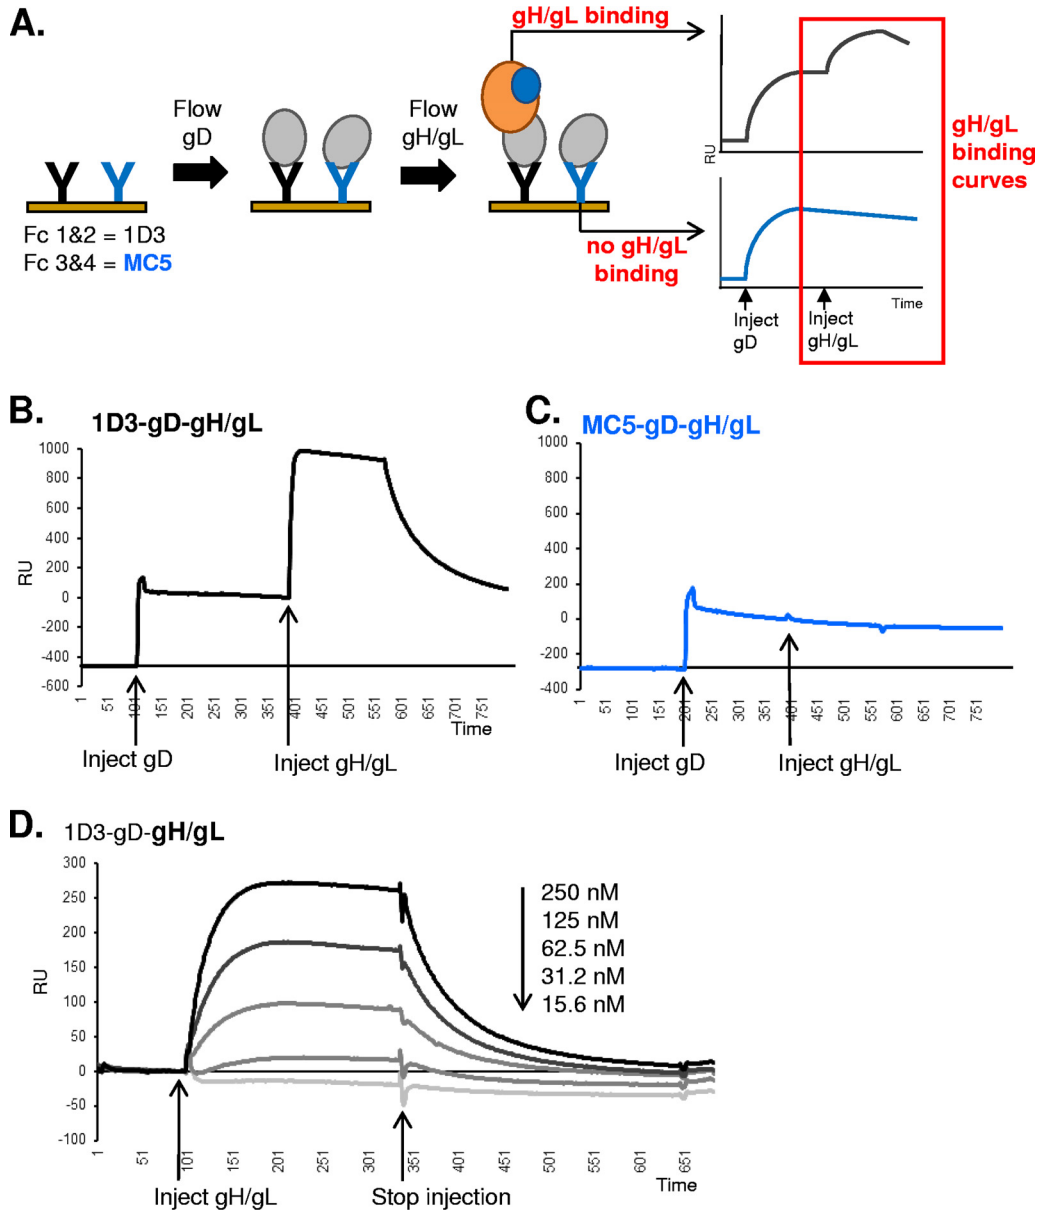 A.
gH/gL binding
Flow
gD
Flow
gH/gL
Fc 1&2 = 1D3
Fc 3&4 = MC5
no gH/gL
binding
RU
Time
Inject
gD
Inject
gH/gL
gH/gL
binding
curves
B.
1D3-gD-gH/gL
RU
1000
800
600
400
200
0
-200
-400
-600
1 51 101 151 201 251 301 351 401 451 501 551 601 651 701 751
Time
Inject gD
Inject gH/gL
C.
MC5-gD-gH/gL
1000
800
600
400
200
0
-200
-400
1 51 101 151 201 251 301 351 401 451 501 551 601 651 701 751
Inject gD
Inject gH/gL
D.
1D3-gD-gH/gL
RU
300
250
200
150
100
50
0
-50
-100
250 nM
125 nM
62.5 nM
31.2 nM
15.6 nM
1 51 101 151 201 251 301 351 401 451 501 551 601 651
Time
Inject gH/gL
Stop injection